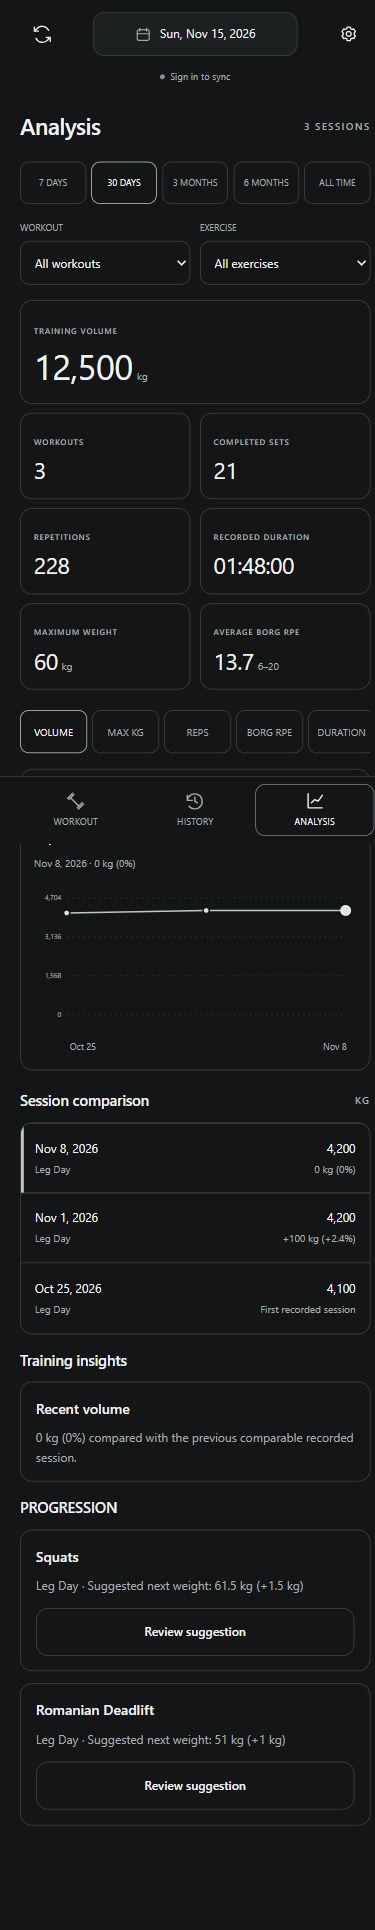 Sun, Nov 15, 2026
Sign in to sync
Analysis
3 SESSIONS
7 DAYS
30 DAYS
3 MONTHS
6 MONTHS
ALL TIME
WORKOUT
EXERCISE
All workouts
All exercises
TRAINING VOLUME
12,500 kg
WORKOUTS
3
COMPLETED SETS
21
REPETITIONS
228
RECORDED DURATION
01:48:00
MAXIMUM WEIGHT
60 kg
AVERAGE BORG RPE
13.7 6–20
VOLUME
MAX KG
REPS
BORG RPE
DURATION
WORKOUT
HISTORY
ANALYSIS
Nov 8, 2026 · 0 kg (0%)
4,704
3,136
1,568
0
Oct 25
Nov 8
Session comparison
KG
Nov 8, 2026
4,200
Leg Day
0 kg (0%)
Nov 1, 2026
4,200
Leg Day
+100 kg (+2.4%)
Oct 25, 2026
4,100
Leg Day
First recorded session
Training insights
Recent volume
0 kg (0%) compared with the previous comparable recorded
session.
PROGRESSION
Squats
Leg Day · Suggested next weight: 61.5 kg (+1.5 kg)
Review suggestion
Romanian Deadlift
Leg Day · Suggested next weight: 51 kg (+1 kg)
Review suggestion